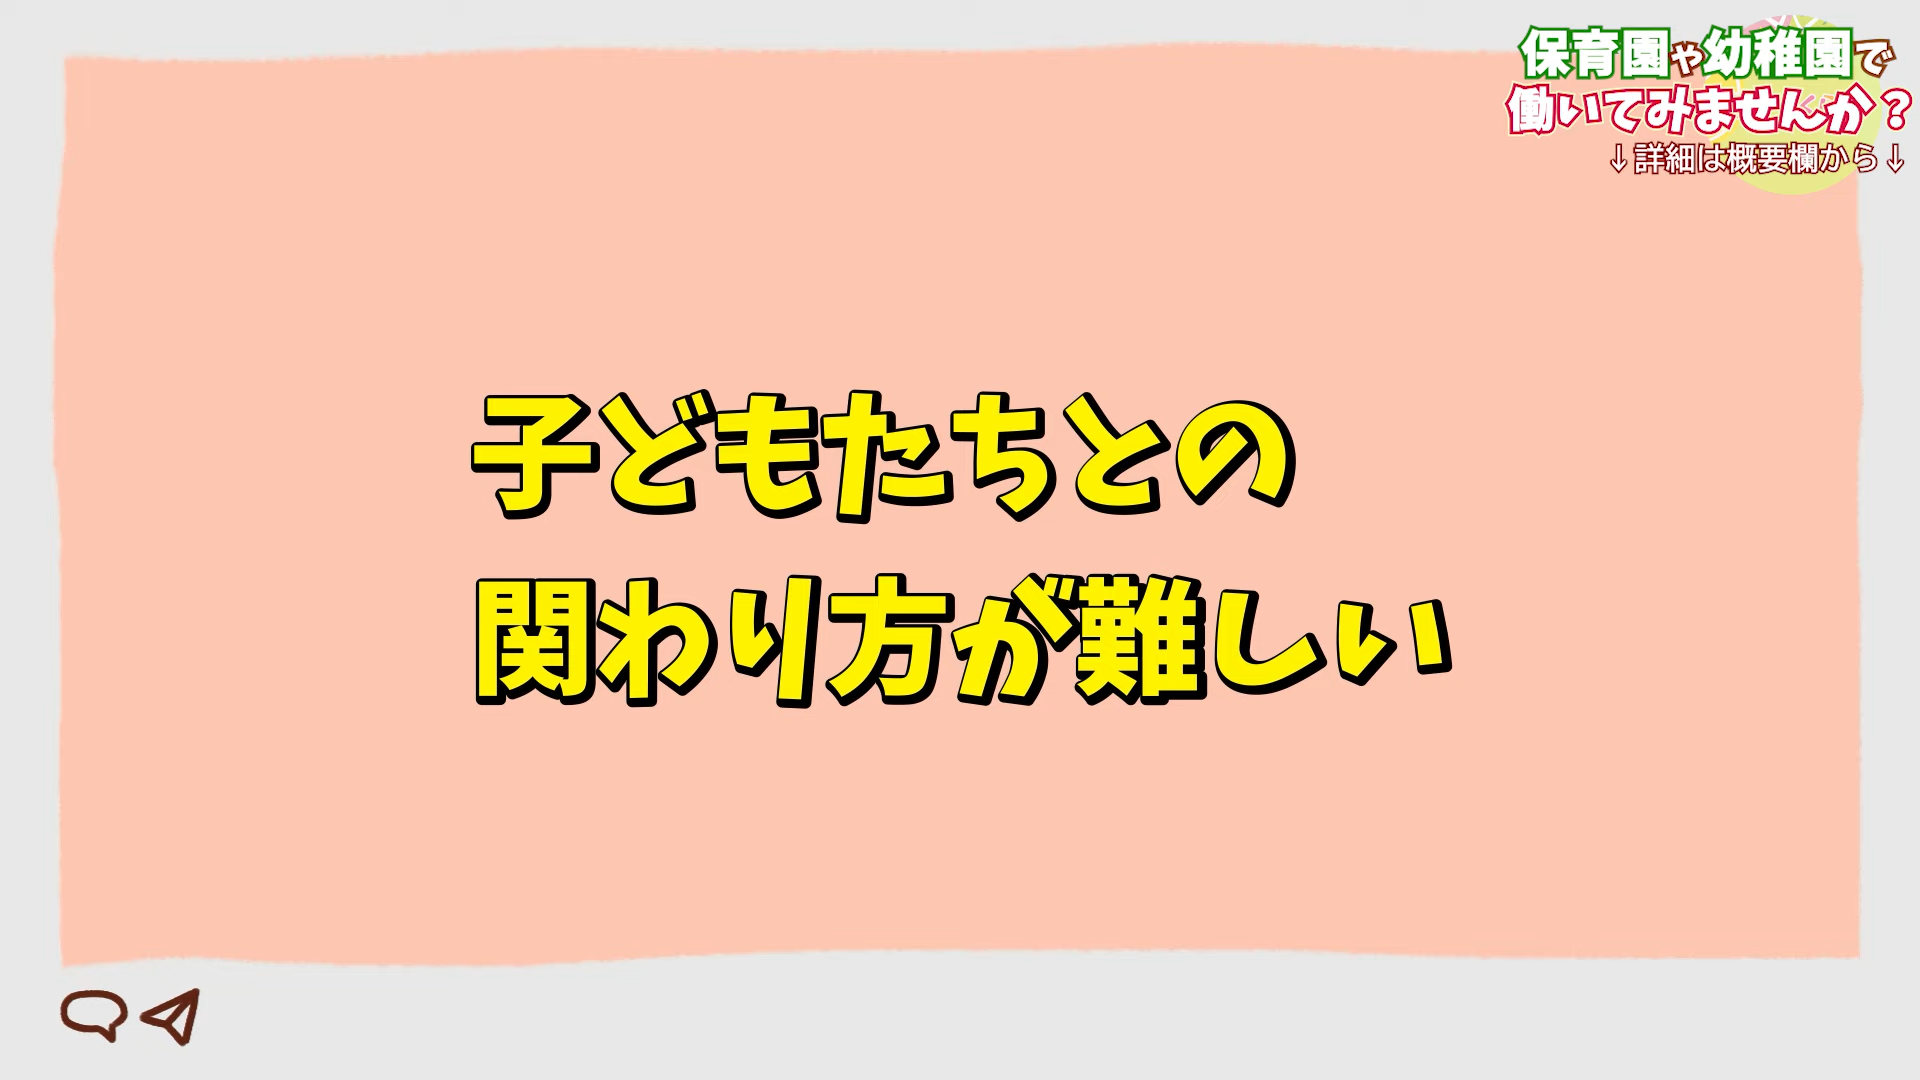 保育園や幼稚園で
働いてみませんか？
↓詳細は概要欄から↓
子どもたちとの
関わり方が難しい